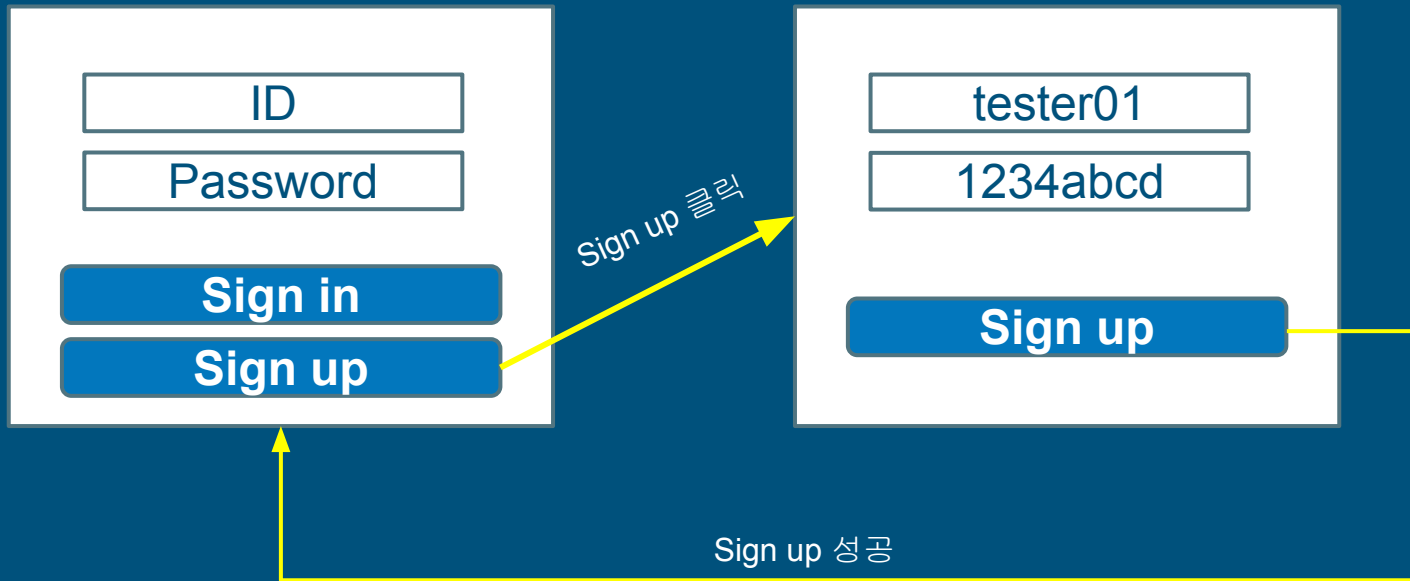 ID
Password
Sign in
Sign up
Sign up 클릭
tester01
1234abcd
Sign up
Sign up 성공